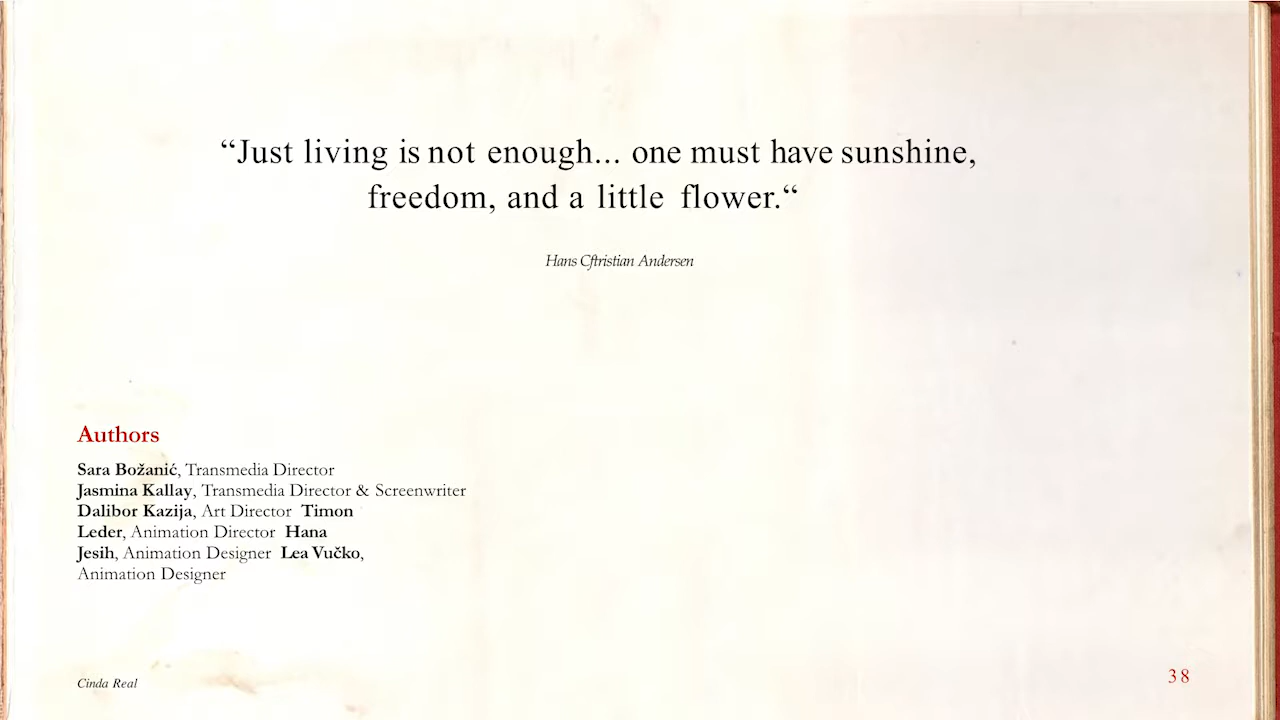 “Just living is not enough... one must have sunshine,
freedom, and a little flower.“
Hans Cftristian Andersen
Authors
Sara Božanić, Transmedia Director
Jasmina Kallay, Transmedia Director & Screenwriter
Dalibor Kazija, Art Director Timon
Leder, Animation Director Hana
Jesih, Animation Designer Lea Vučko,
Animation Designer
Cinda Real
38